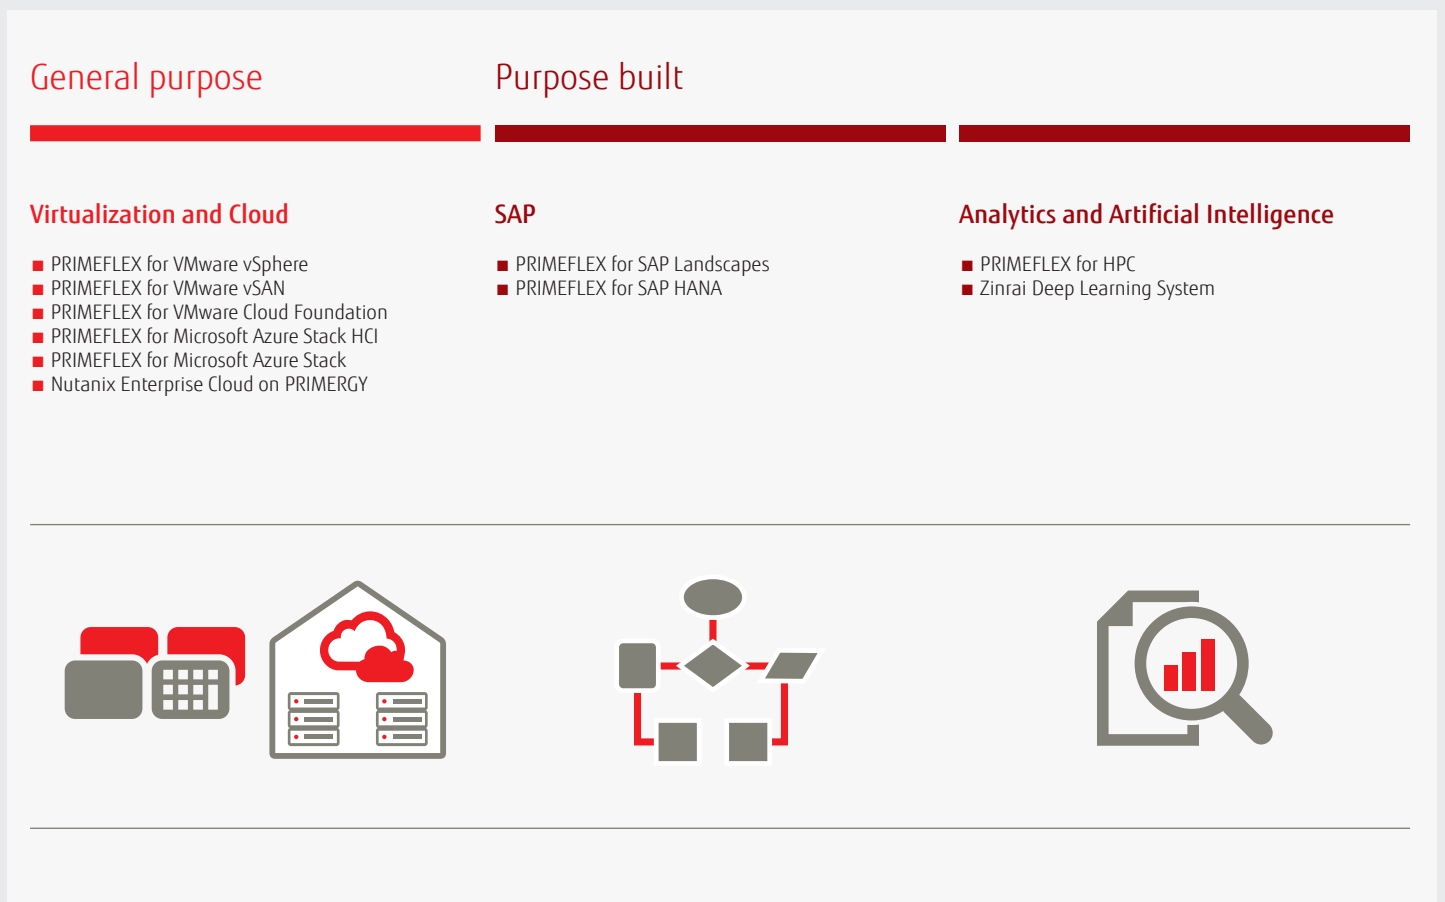 General purpose
Purpose built
Virtualization and Cloud
PRIMEFLEX for VMware vSphere
PRIMEFLEX for VMware vSAN
PRIMEFLEX for VMware Cloud Foundation
PRIMEFLEX for Microsoft Azure Stack HCI
PRIMEFLEX for Microsoft Azure Stack
Nutanix Enterprise Cloud on PRIMERGY
SAP
PRIMEFLEX for SAP Landscapes
PRIMEFLEX for SAP HANA
Analytics and Artificial Intelligence
PRIMEFLEX for HPC
Zinrai Deep Learning System